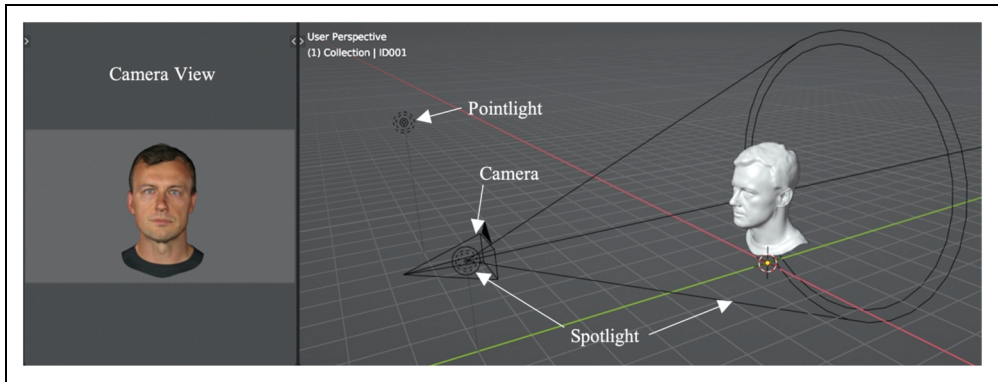 Camera View
User Perspective
(1) Collection | ID001
Pointlight
Camera
Spotlight